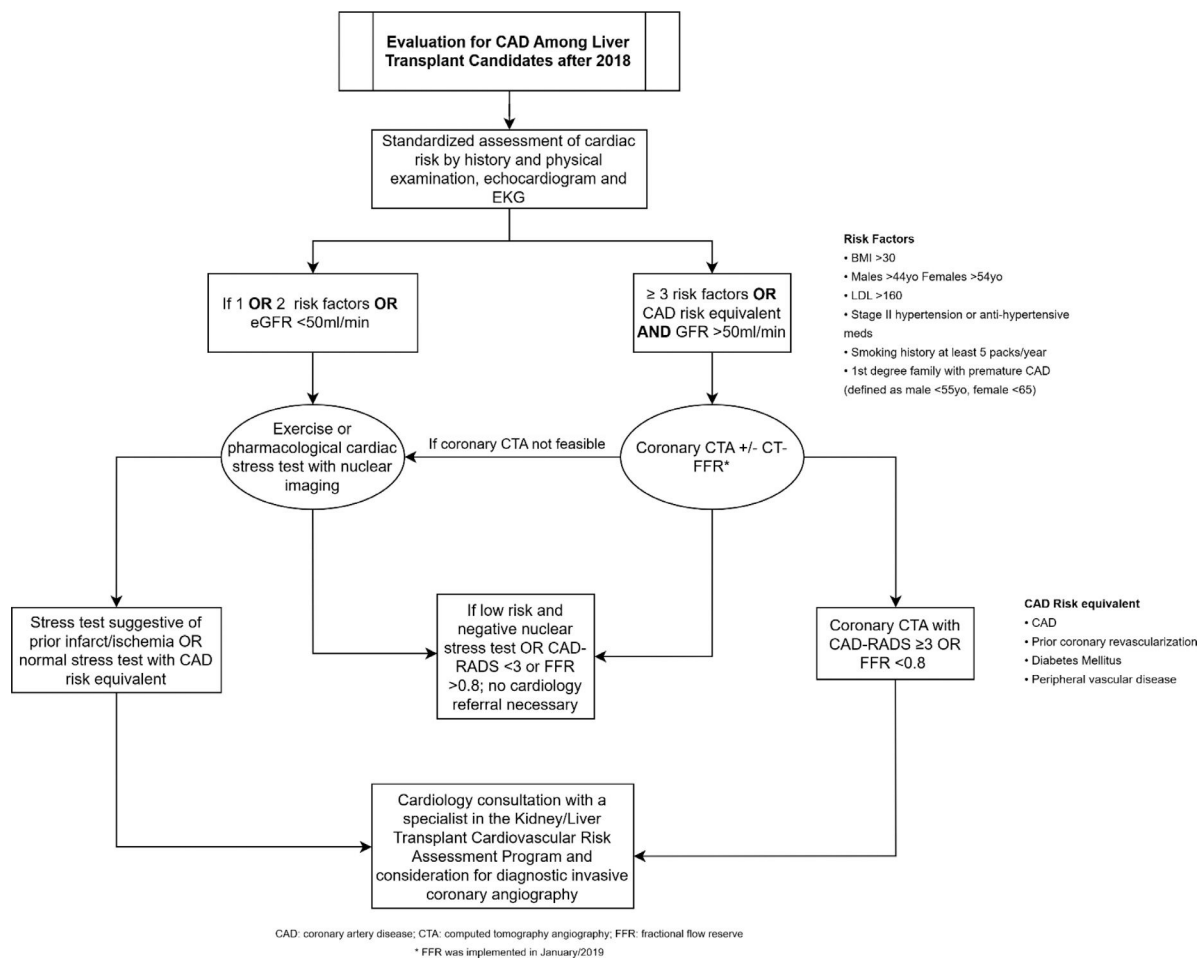 Evaluation for CAD Among Liver
Transplant Candidates after 2018
Standardized assessment of cardiac
risk by history and physical
examination, echocardiogram and
EKG
If 1 OR 2 risk factors OR
eGFR <50ml/min
≥ 3 risk factors OR
CAD risk equivalent
AND GFR >50ml/min
Risk Factors
• BMI >30
• Males >44yo Females >54yo
• LDL >160
• Stage II hypertension or anti-hypertensive
meds
• Smoking history at least 5 packs/year
• 1st degree family with premature CAD
(defined as male <55yo, female <65)
Exercise or
pharmacological cardiac
stress test with nuclear
imaging
If coronary CTA not feasible
Coronary CTA +/- CT-
FFR*
Stress test suggestive of
prior infarct/ischemia OR
normal stress test with CAD
risk equivalent
If low risk and
negative nuclear
stress test OR CAD-
RADS <3 or FFR
>0.8; no cardiology
referral necessary
Coronary CTA with
CAD-RADS ≥3 OR
FFR <0.8
CAD Risk equivalent
• CAD
• Prior coronary revascularization
• Diabetes Mellitus
• Peripheral vascular disease
Cardiology consultation with a
specialist in the Kidney/Liver
Transplant Cardiovascular Risk
Assessment Program and
consideration for diagnostic invasive
coronary angiography
CAD: coronary artery disease; CTA: computed tomography angiography; FFR: fractional flow reserve
* FFR was implemented in January/2019